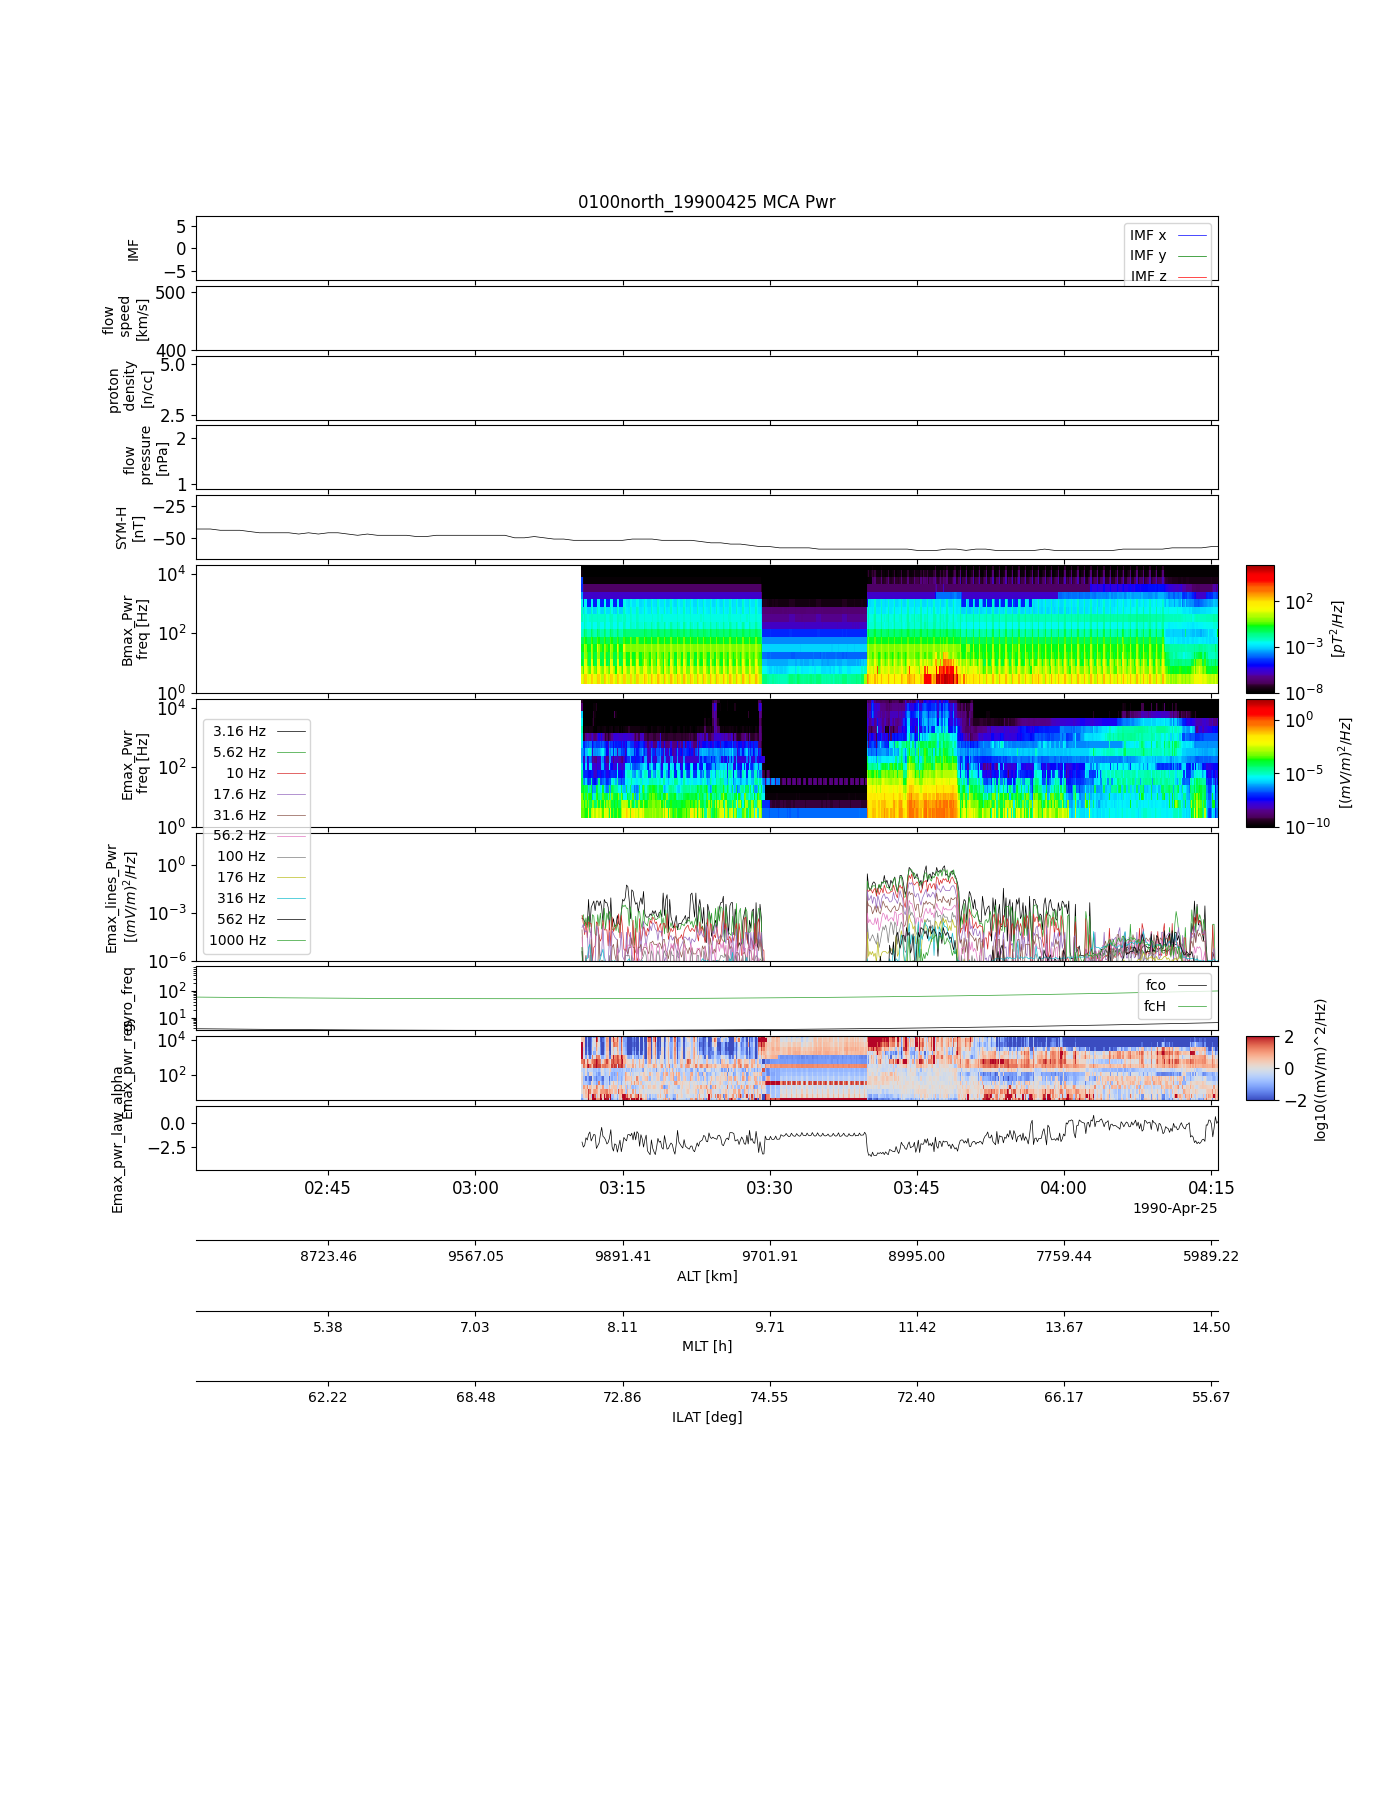 0100north_19900425 MCA Pwr
5
0
−5
IMF
IMF x
IMF y
IMF z
500
400
flow
speed
[km/s]
5.0
2.5
proton
density
[n/cc]
2
1
flow
pressure
[nPa]
−25
−50
SYM-H
[nT]
10^4
10^2
10^0
Bmax_Pwr
freq [Hz]
10^2
10^−3
10^−8
[pT^2/Hz]
10^4
10^2
10^0
Emax_Pwr
freq [Hz]
10^0
10^−5
10^−10
[(mV/m)^2/Hz]
3.16 Hz
5.62 Hz
10 Hz
17.6 Hz
31.6 Hz
56.2 Hz
100 Hz
176 Hz
316 Hz
562 Hz
1000 Hz
10^0
10^−3
10^−6
Emax_lines_Pwr
[(mV/m)^2/Hz]
10^2
10^1
gyro_freq
fco
fcH
10^4
10^2
Emax_pwr_reg
2
0
−2
log10((mV/m)^2/Hz)
0.0
−2.5
Emax_pwr_law_alpha
02:45 03:00 03:15 03:30 03:45 04:00 04:15
1990-Apr-25
8723.46 9567.05 9891.41 9701.91 8995.00 7759.44 5989.22
ALT [km]
5.38 7.03 8.11 9.71 11.42 13.67 14.50
MLT [h]
62.22 68.48 72.86 74.55 72.40 66.17 55.67
ILAT [deg]